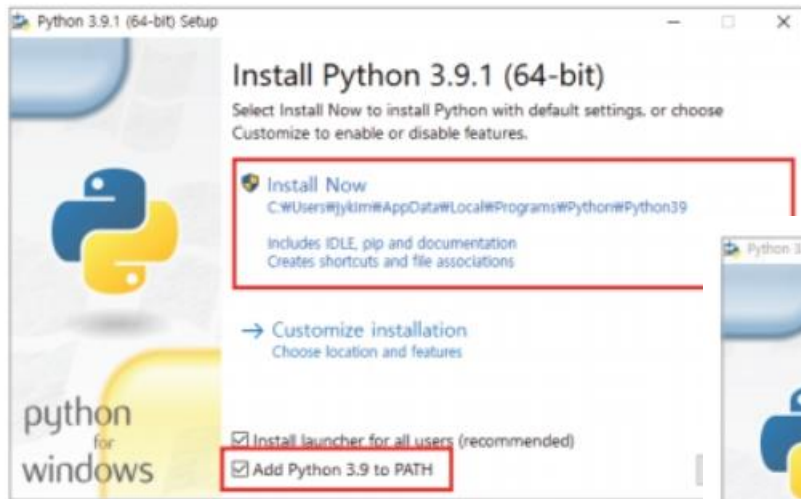 Python 3.9.1 (64-bit) Setup
Install Python 3.9.1 (64-bit)
Select Install Now to install Python with default settings, or choose
Customize to enable or disable features.
Install Now
C:₩Users₩jykim₩AppData₩Local₩Programs₩Python₩Python39
Includes IDLE, pip and documentation
Creates shortcuts and file associations
→ Customize installation
Choose location and features
Install launcher for all users (recommended)
Add Python 3.9 to PATH
python
for
windows
Python 3